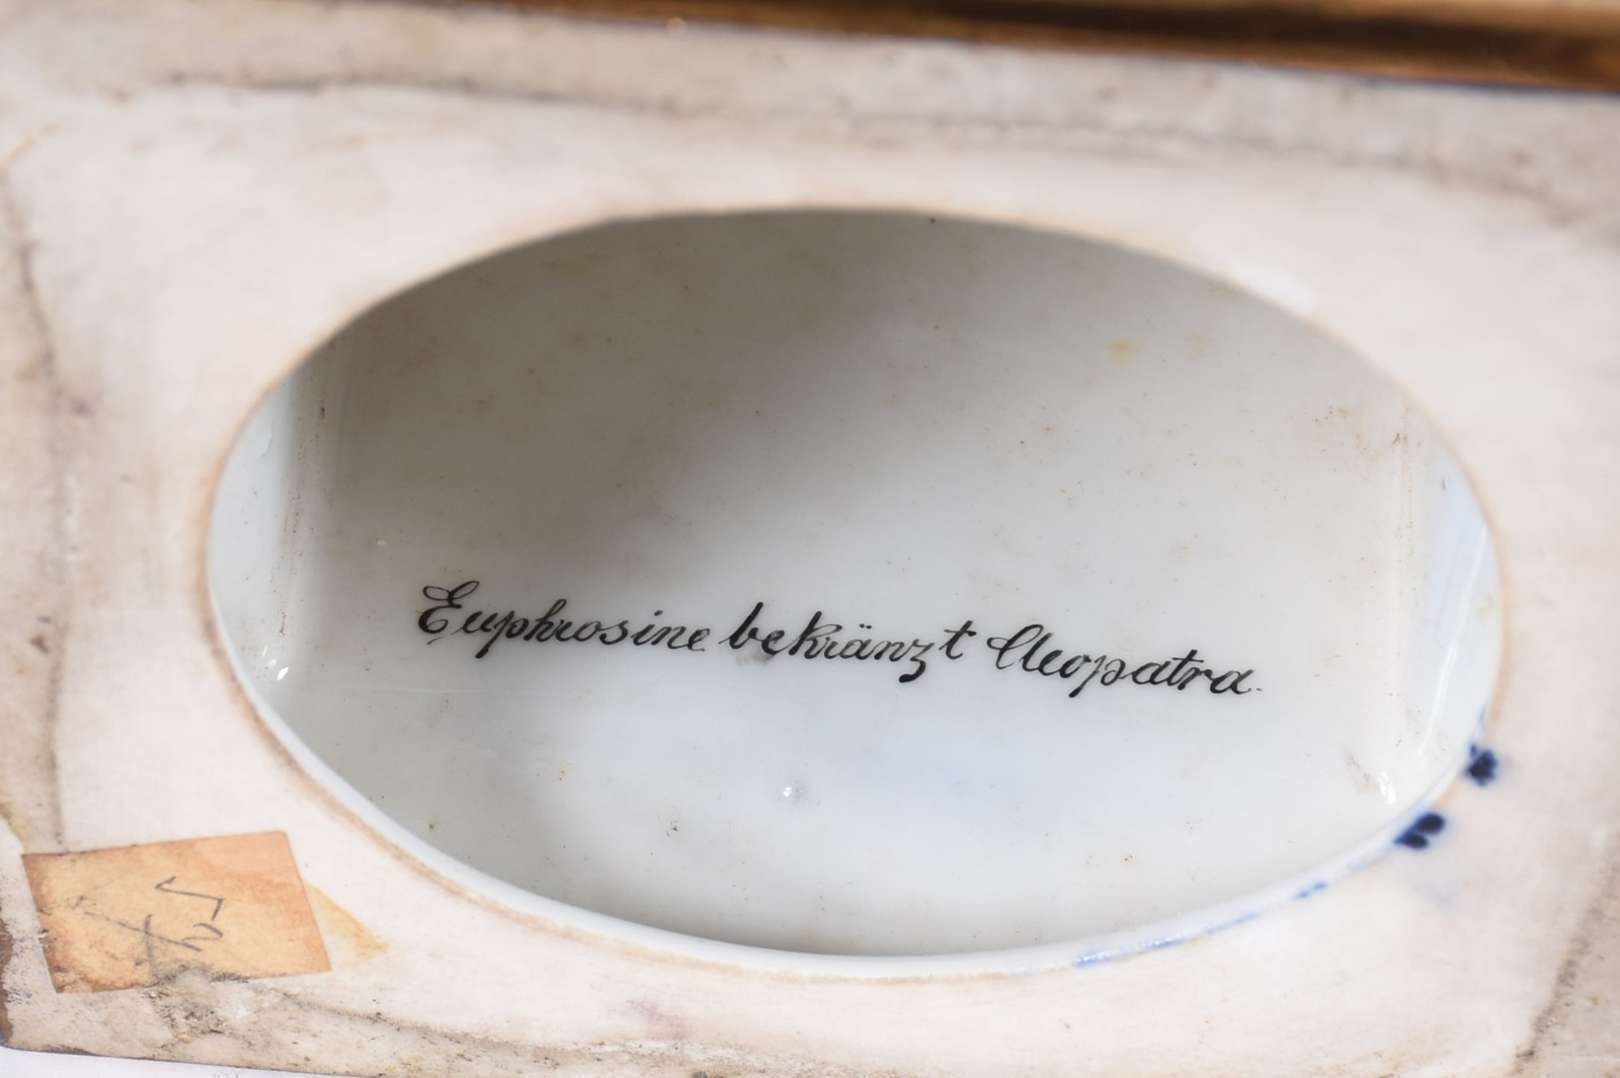 Euphrosine bekränzt Cleopatra.